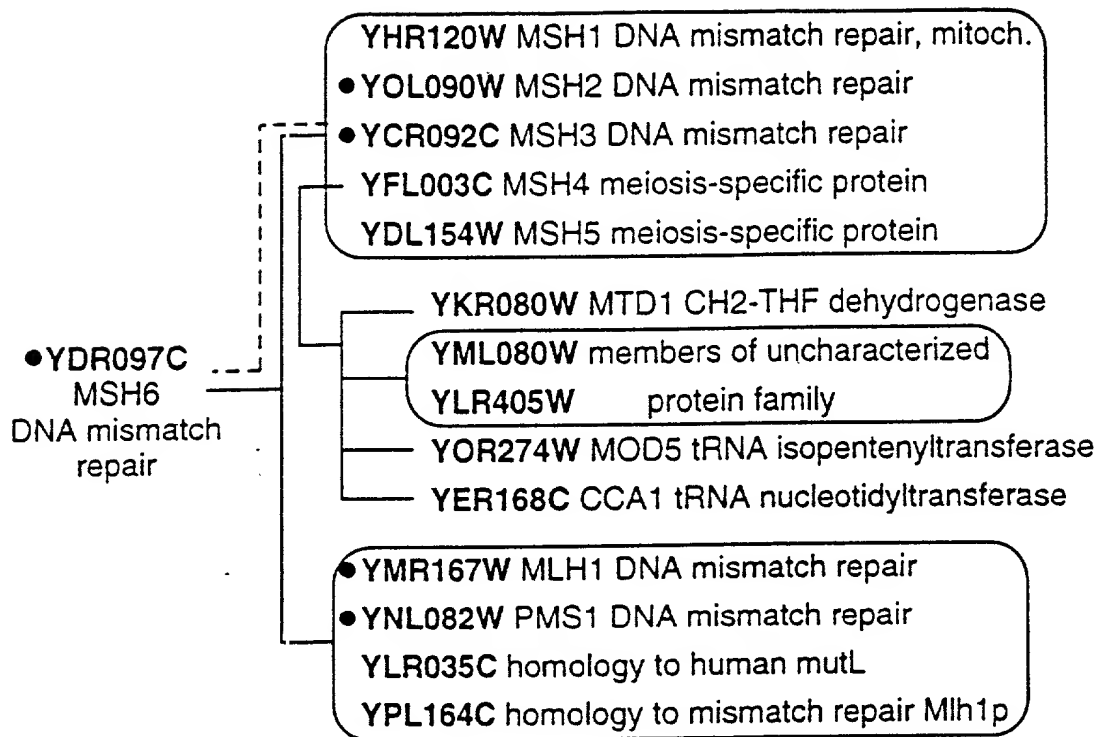 YHR120W MSH1 DNA mismatch repair, mitoch.
●YOL090W MSH2 DNA mismatch repair
●YCR092C MSH3 DNA mismatch repair
YFL003C MSH4 meiosis-specific protein
YDL154W MSH5 meiosis-specific protein
YKR080W MTD1 CH2-THF dehydrogenase
YML080W members of uncharacterized
YLR405W protein family
YOR274W MOD5 tRNA isopentenyltransferase
YER168C CCA1 tRNA nucleotidyltransferase
●YDR097C
MSH6
DNA mismatch
repair
●YMR167W MLH1 DNA mismatch repair
●YNL082W PMS1 DNA mismatch repair
YLR035C homology to human mutL
YPL164C homology to mismatch repair Mlh1p